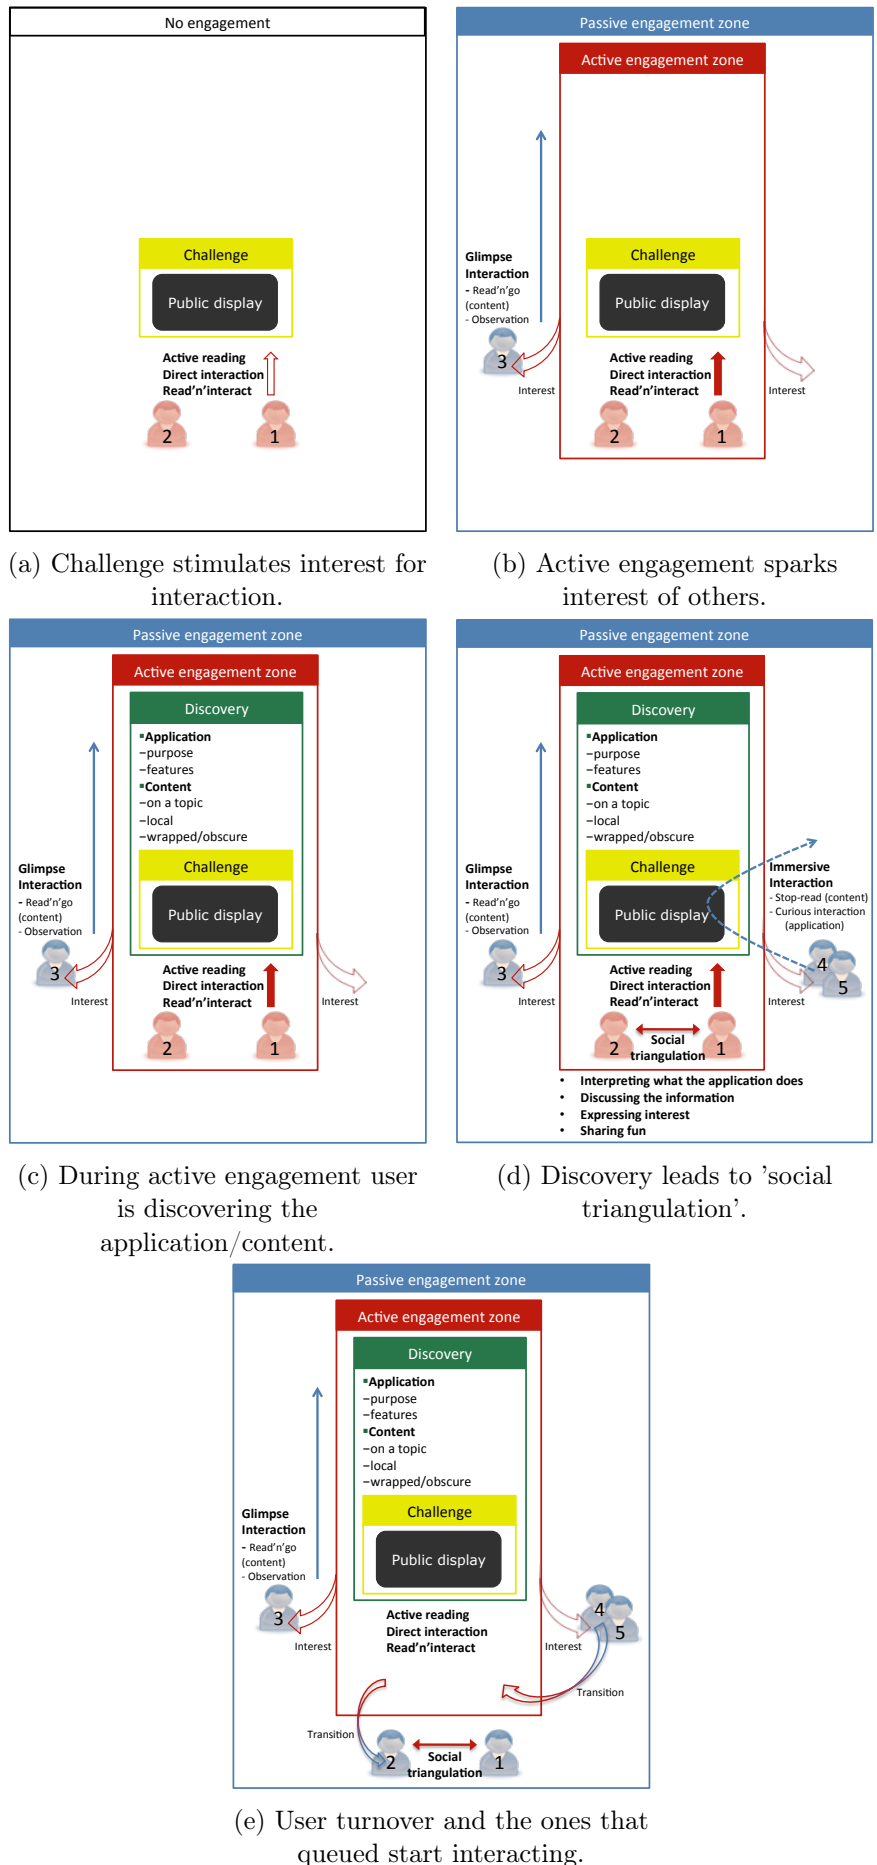 No engagement
Challenge
Public display
Active reading
Direct interaction
Read'n'interact
2
1
(a) Challenge stimulates interest for
interaction.
Passive engagement zone
Active engagement zone
Challenge
Public display
Glimpse
Interaction
- Read'n'go
(content)
- Observation
3
Interest
Active reading
Direct interaction
Read'n'interact
Interest
2
1
(b) Active engagement sparks
interest of others.
Passive engagement zone
Active engagement zone
Discovery
▪Application
–purpose
–features
▪Content
–on a topic
–local
–wrapped/obscure
Challenge
Public display
Glimpse
Interaction
- Read'n'go
(content)
- Observation
3
Interest
Active reading
Direct interaction
Read'n'interact
Interest
2
1
(c) During active engagement user
is discovering the
application/content.
Passive engagement zone
Active engagement zone
Discovery
▪Application
–purpose
–features
▪Content
–on a topic
–local
–wrapped/obscure
Challenge
Public display
Glimpse
Interaction
- Read'n'go
(content)
- Observation
3
Interest
Immersive
Interaction
- Stop-read (content)
- Curious interaction
(application)
4
5
Interest
Active reading
Direct interaction
Read'n'interact
2
1
Social
triangulation
• Interpreting what the application does
• Discussing the information
• Expressing interest
• Sharing fun
(d) Discovery leads to 'social
triangulation'.
Passive engagement zone
Active engagement zone
Discovery
▪Application
–purpose
–features
▪Content
–on a topic
–local
–wrapped/obscure
Challenge
Public display
Glimpse
Interaction
- Read'n'go
(content)
- Observation
3
Interest
Active reading
Direct interaction
Read'n'interact
Interest
4
5
Transition
Transition
2
1
Social
triangulation
(e) User turnover and the ones that
queued start interacting.